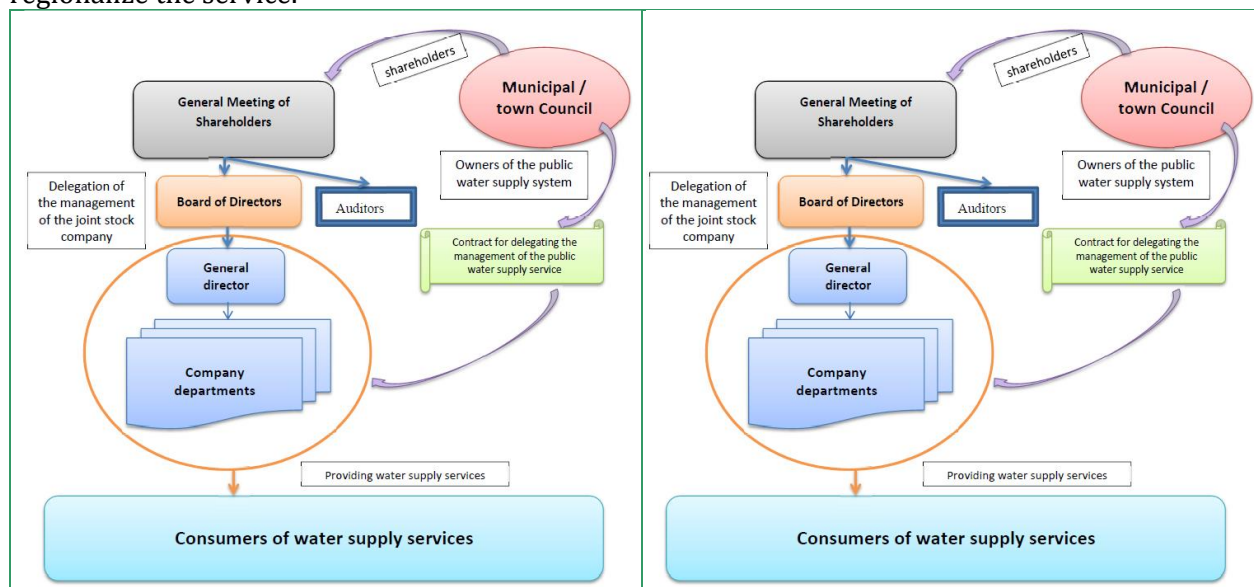 regionalize the service.
shareholders
Municipal /
town Council
General Meeting of
Shareholders
Owners of the public
water supply system
Delegation of
the management
of the joint stock
company
Board of Directors
Auditors
Contract for delegating the
management of the public
water supply service
General
director
Company
departments
Providing water supply services
Consumers of water supply services
shareholders
Municipal /
town Council
General Meeting of
Shareholders
Owners of the public
water supply system
Delegation of
the management
of the joint stock
company
Board of Directors
Auditors
Contract for delegating the
management of the public
water supply service
General
director
Company
departments
Providing water supply services
Consumers of water supply services